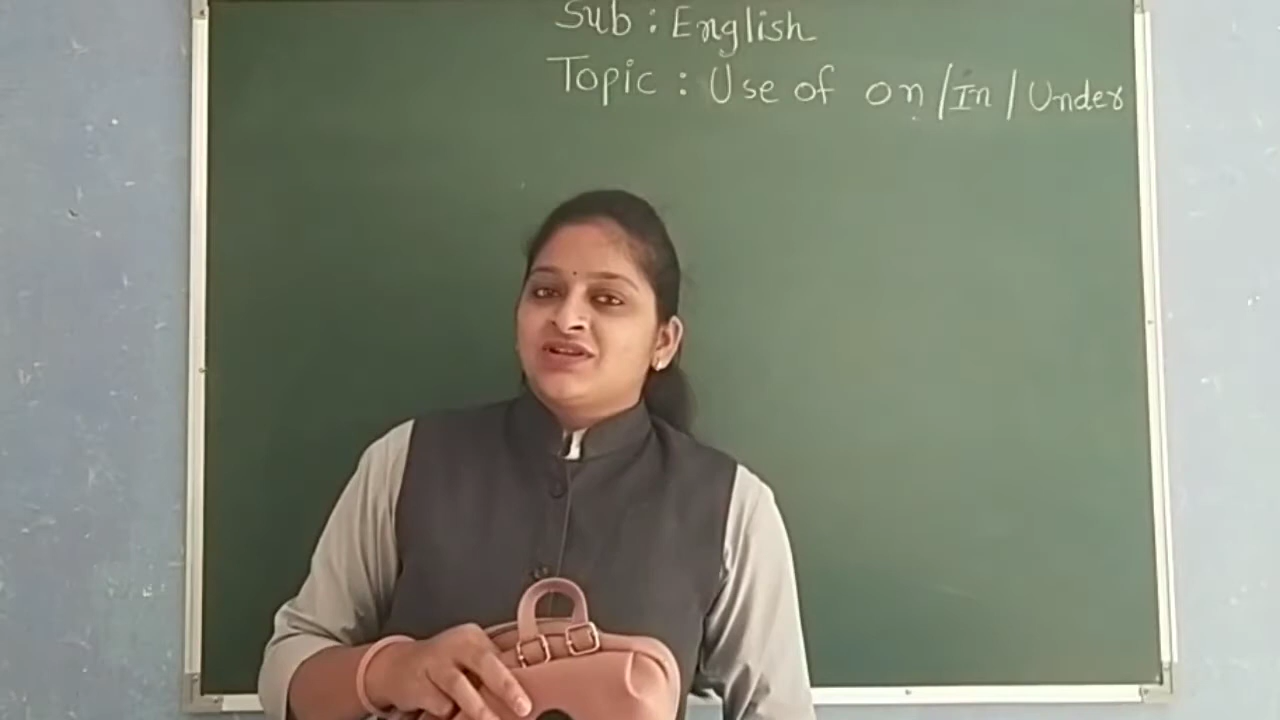 Sub : English
Topic : Use of on / In / Under